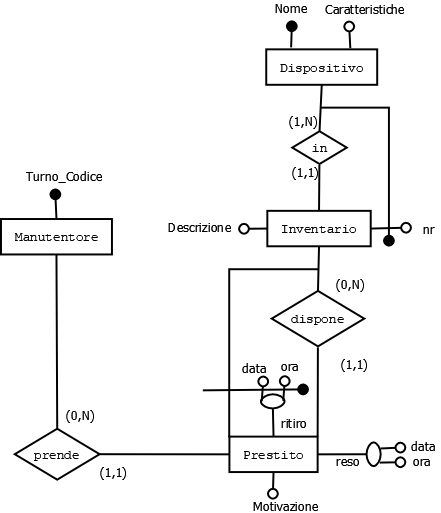 Nome Caratteristiche
Dispositivo
(1,N)
in
(1,1)
Turno_Codice
Descrizione Inventario nr
Manutentore
(0,N)
dispone
(1,1)
data ora
(0,N)
ritiro
prende Prestito reso data
(1,1) ora
Motivazione